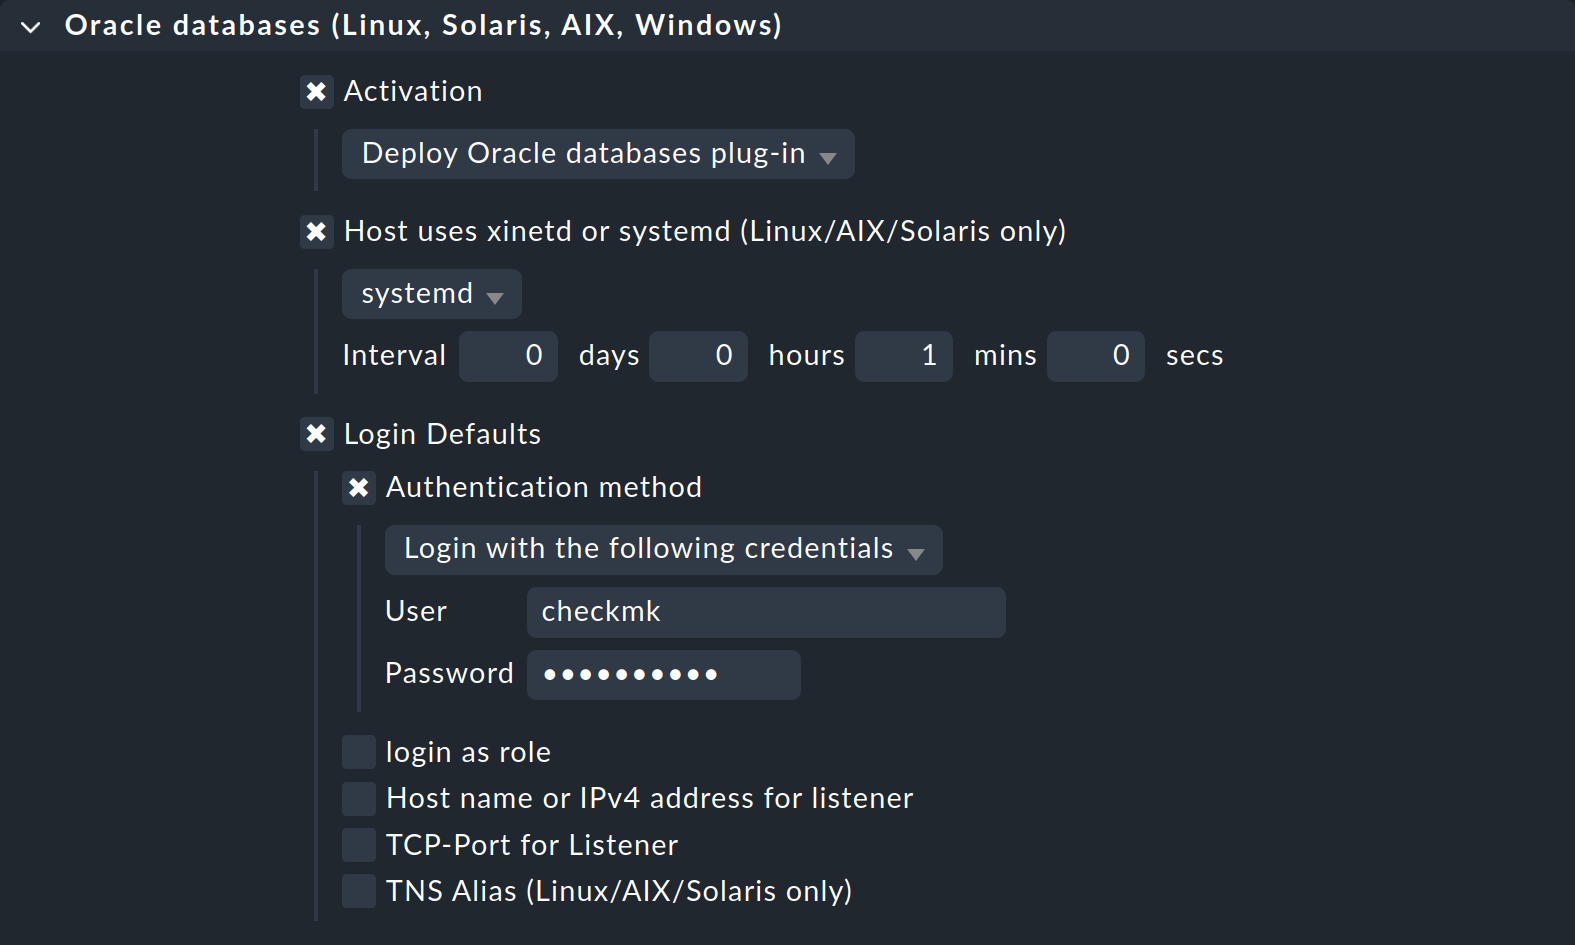 Oracle databases (Linux, Solaris, AIX, Windows)
Activation
Deploy Oracle databases plug-in
Host uses xinetd or systemd (Linux/AIX/Solaris only)
systemd
Interval 0 days 0 hours 1 mins 0 secs
Login Defaults
Authentication method
Login with the following credentials
User checkmk
Password ••••••••••
login as role
Host name or IPv4 address for listener
TCP-Port for Listener
TNS Alias (Linux/AIX/Solaris only)